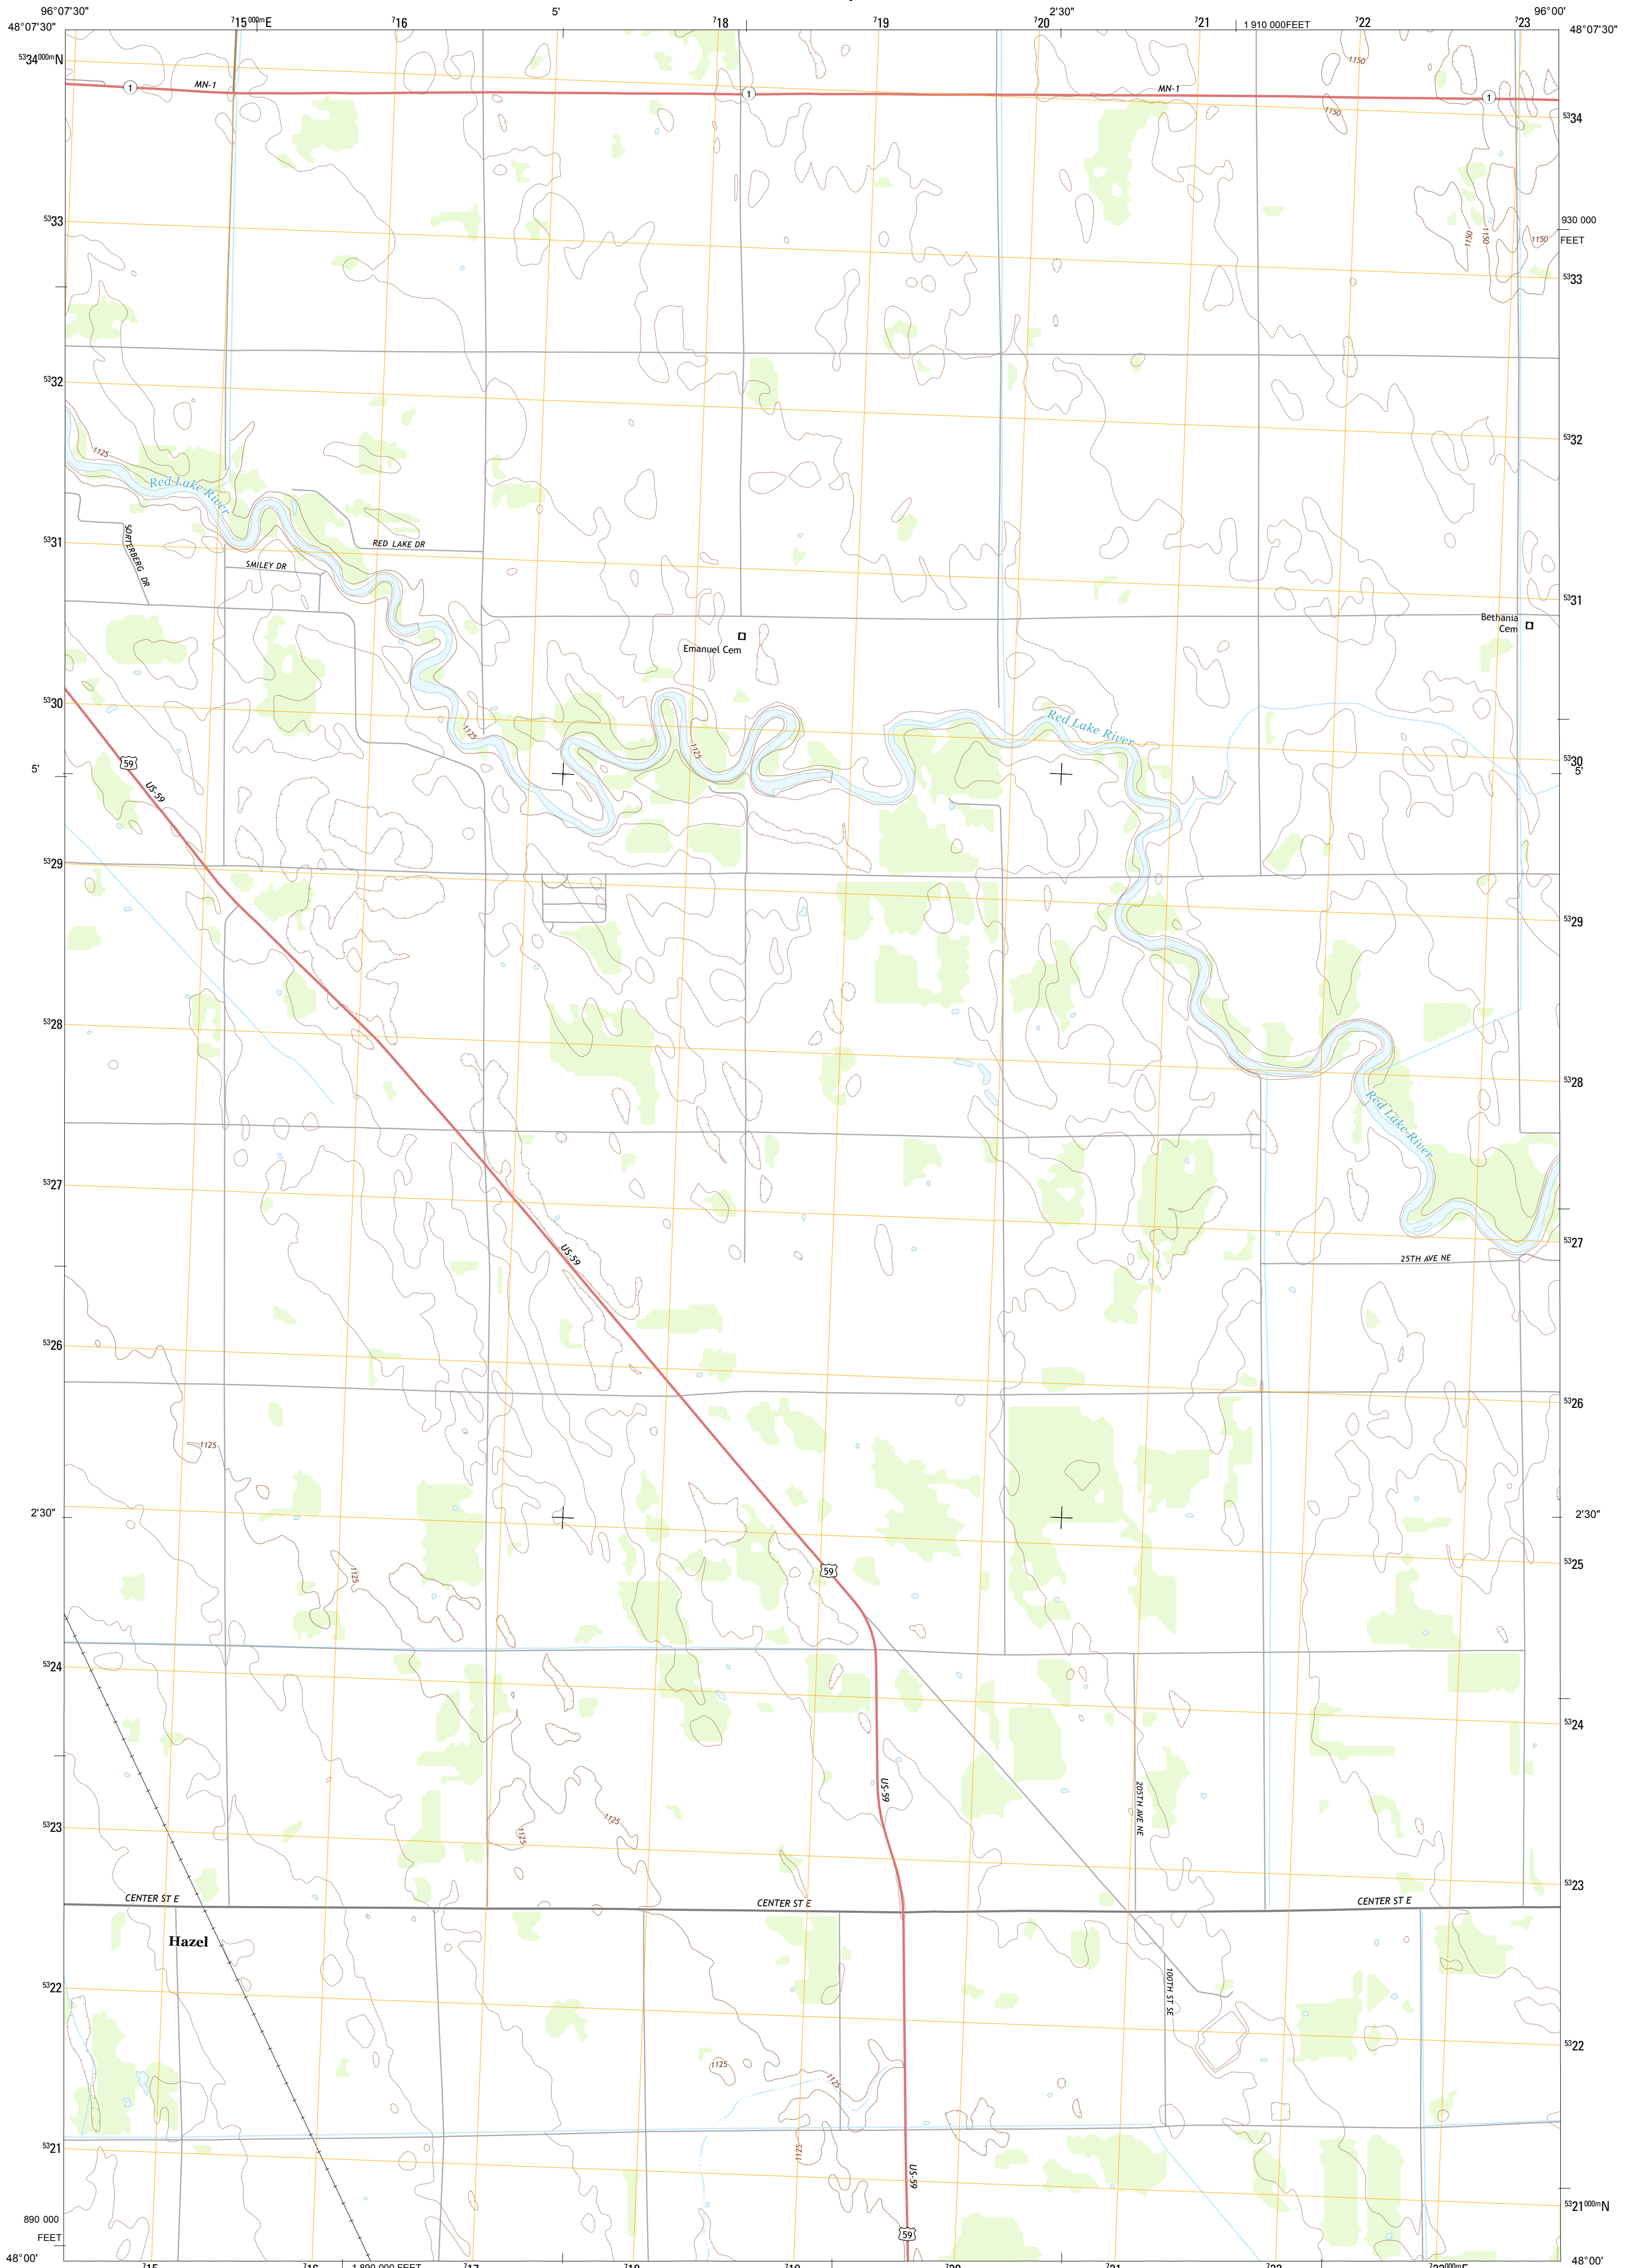 96°07'30"
⁷15⁰⁰⁰ᵐE
⁷16
5'
⁷18
⁷19
⁷20
2'30"
⁷21
1 910 000FEET
⁷22
⁷23
96°00'
48°07'30"
48°07'30"
⁵³34⁰⁰⁰ᵐN
1150
MN-1
1
1
MN-1
1
1150
⁵³34
⁵³33
930 000
FEET
1150
1150
1150
⁵³33
⁵³32
⁵³32
1125
Red Lake River
SORTERBERG DR
⁵³31
RED LAKE DR
SMILEY DR
⁵³31
Bethania
Cem
Emanuel Cem
⁵³30
Red Lake River
1125
1125
59
⁵³30
5'
5'
US-59
⁵³29
⁵³29
⁵³28
⁵³28
Red Lake River
⁵³27
⁵³27
US-59
25TH AVE NE
⁵³26
⁵³26
1125
2'30"
2'30"
⁵³25
59
1125
⁵³24
⁵³24
US-59
205TH AVE NE
1125
1125
⁵³23
⁵³23
CENTER ST E
CENTER ST E
CENTER ST E
Hazel
⁵³22
100TH ST SE
⁵³22
1125
1125
⁵³21
1125
US-59
⁵³21⁰⁰⁰ᵐN
890 000
FEET
59
48°00'
48°00'
1 890 000 FEET